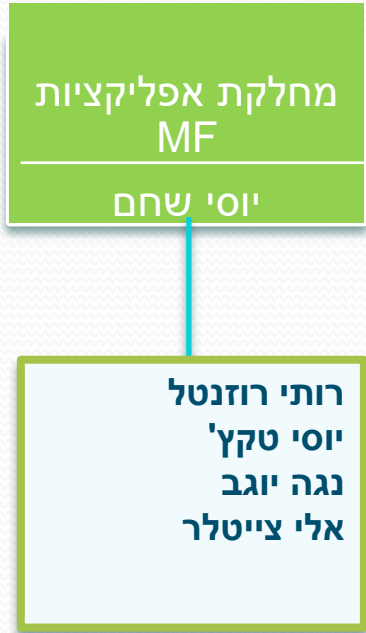 מחלקת אפליקציות
MF
יוסי שחם
רותי רוזנטל
יוסי טקץ'
נגה יוגב
אלי צייטלר